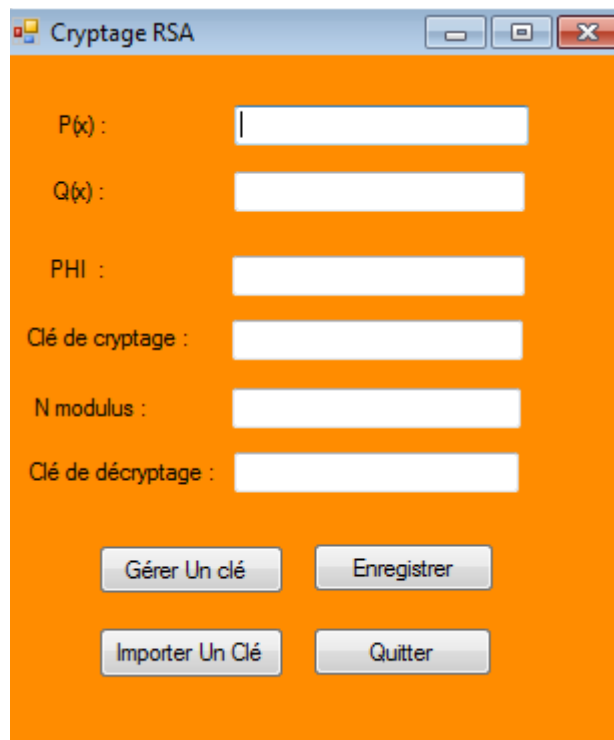 Cryptage RSA
P(x) :
Q(x) :
PHI :
Clé de cryptage :
N modulus :
Clé de décryptage :
Gérer Un clé Enregistrer
Importer Un Clé Quitter